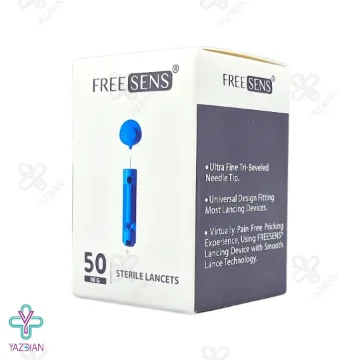 FREESENS®
FREESENS®
• Ultra Fine Tri-Beveled
Needle Tip.
• Universal Design Fitting
Most Lancing Devices.
• Virtually Pain Free Pricking
Experience, Using FREESENS®
Lancing Device with Smooth
Lance Technology.
50
STERILE LANCETS
YAZDIAN